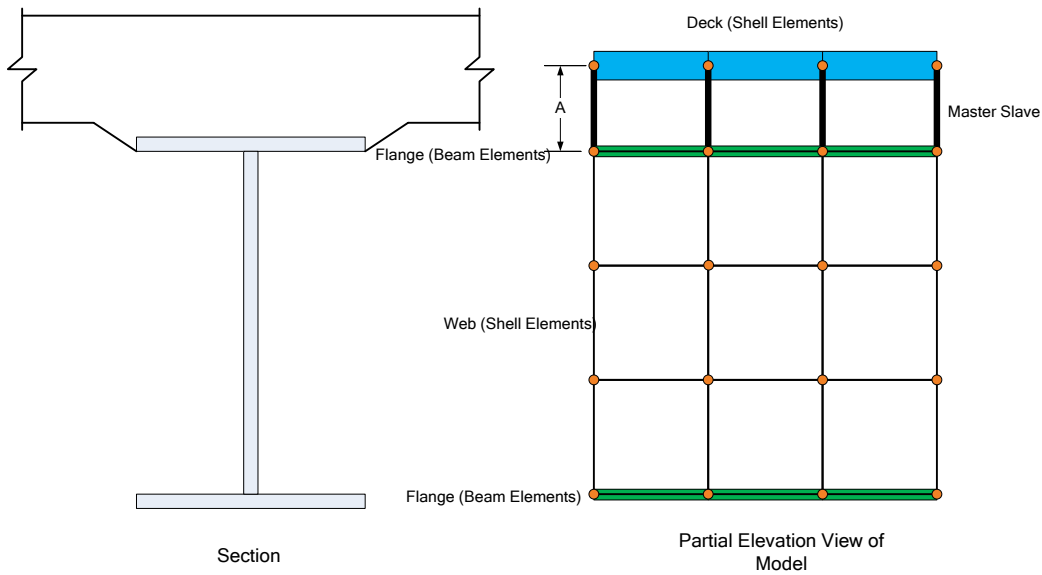 Deck (Shell Elements)
A
Master Slave
Flange (Beam Elements)
Web (Shell Elements)
Flange (Beam Elements)
Section
Partial Elevation View of
Model